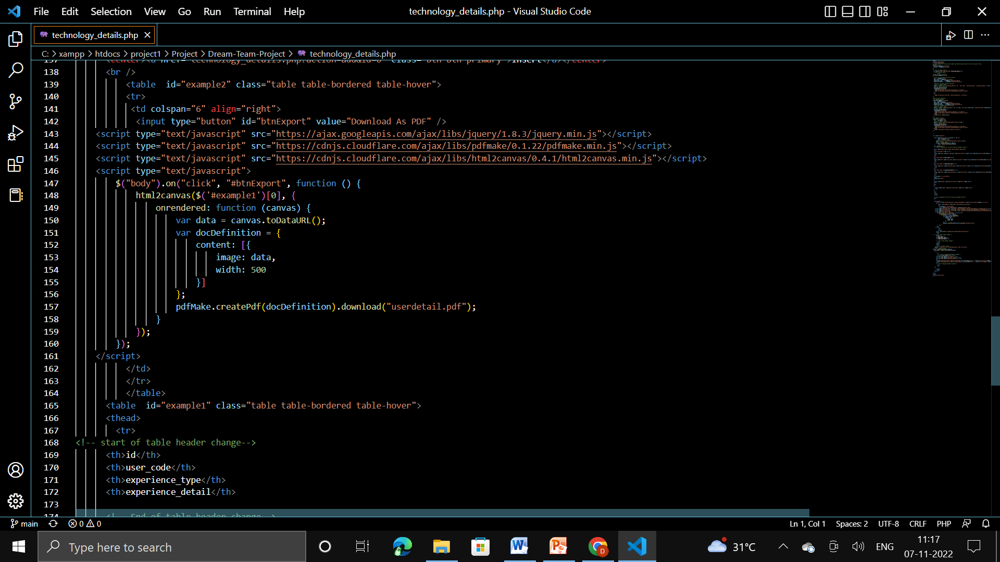 File Edit Selection View Go Run Terminal Help
technology_details.php - Visual Studio Code
technology_details.php
C: > xampp > htdocs > project1 > Project > Dream-Team-Project > technology_details.php
138 <br />
139 <table  id="example2" class="table table-bordered table-hover">
140 <tr>
141 <td colspan="6" align="right">
142 <input type="button" id="btnExport" value="Download As PDF" />
143 <script type="text/javascript" src="https://ajax.googleapis.com/ajax/libs/jquery/1.8.3/jquery.min.js"></script>
144 <script type="text/javascript" src="https://cdnjs.cloudflare.com/ajax/libs/pdfmake/0.1.22/pdfmake.min.js"></script>
145 <script type="text/javascript" src="https://cdnjs.cloudflare.com/ajax/libs/html2canvas/0.4.1/html2canvas.min.js"></script>
146 <script type="text/javascript">
147 $("body").on("click", "#btnExport", function () {
148 html2canvas($('#example1')[0], {
149 onrendered: function (canvas) {
150 var data = canvas.toDataURL();
151 var docDefinition = {
152 content: [{
153 image: data,
154 width: 500
155 }]
156 };
157 pdfMake.createPdf(docDefinition).download("userdetail.pdf");
158 }
159 });
160 });
161 </script>
162 </td>
163 </tr>
164 </table>
165 <table  id="example1" class="table table-bordered table-hover">
166 <thead>
167 <tr>
168 <!-- start of table header change-->
169 <th>id</th>
170 <th>user_code</th>
171 <th>experience_type</th>
172 <th>experience_detail</th>
173
main 0 0 Ln 1, Col 1 Spaces: 2 UTF-8 CRLF PHP
Type here to search
31°C
ENG
11:17
07-11-2022